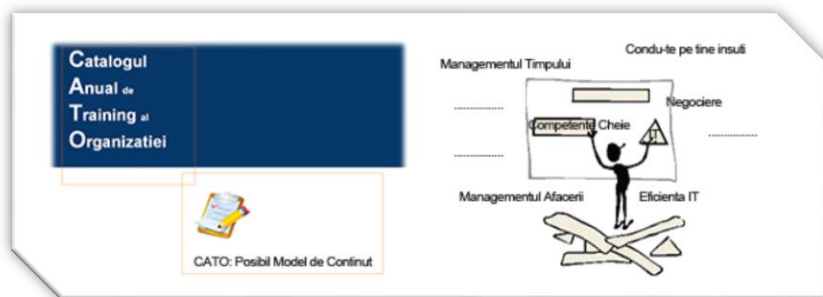 Catalogul
Anual de
Training al
Organizatiei
CATO: Posibil Model de Continut
Condu-te pe tine insuti
Managementul Timpului
Negociere
Competente Cheie
IT
Managementul Afacerii
Eficienta IT